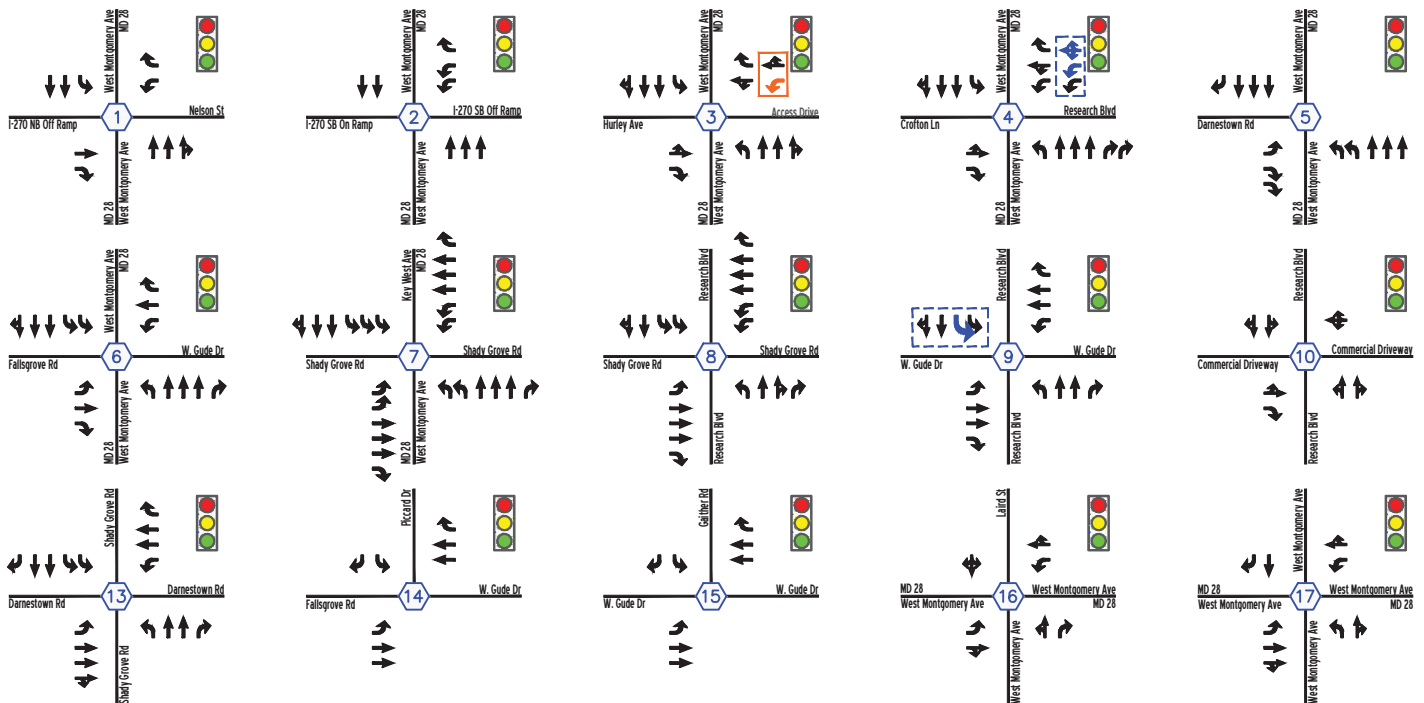 West Montgomery Ave
MD 28
Nelson St
I-270 NB Off Ramp
1
MD 28
West Montgomery Ave
West Montgomery Ave
MD 28
I-270 SB Off Ramp
I-270 SB On Ramp
2
MD 28
West Montgomery Ave
West Montgomery Ave
MD 28
Access Drive
Hurley Ave
3
MD 28
West Montgomery Ave
West Montgomery Ave
MD 28
Research Blvd
Crofton Ln
4
MD 28
West Montgomery Ave
West Montgomery Ave
MD 28
Darnestown Rd
5
MD 28
West Montgomery Ave
West Montgomery Ave
MD 28
W. Gude Dr
Fallsgrove Rd
6
MD 28
West Montgomery Ave
Key West Ave
MD 28
Shady Grove Rd
Shady Grove Rd
7
MD 28
West Montgomery Ave
Research Blvd
Shady Grove Rd
Shady Grove Rd
8
Research Blvd
Research Blvd
W. Gude Dr
W. Gude Dr
9
Research Blvd
Research Blvd
Commercial Driveway
Commercial Driveway
10
Research Blvd
Shady Grove Rd
Darnestown Rd
Darnestown Rd
13
Shady Grove Rd
Piccard Dr
W. Gude Dr
Fallsgrove Rd
14
Gaither Rd
W. Gude Dr
W. Gude Dr
15
Laird St
MD 28
West Montgomery Ave
West Montgomery Ave
MD 28
16
West Montgomery Ave
West Montgomery Ave
MD 28
West Montgomery Ave
West Montgomery Ave
MD 28
17
West Montgomery Ave